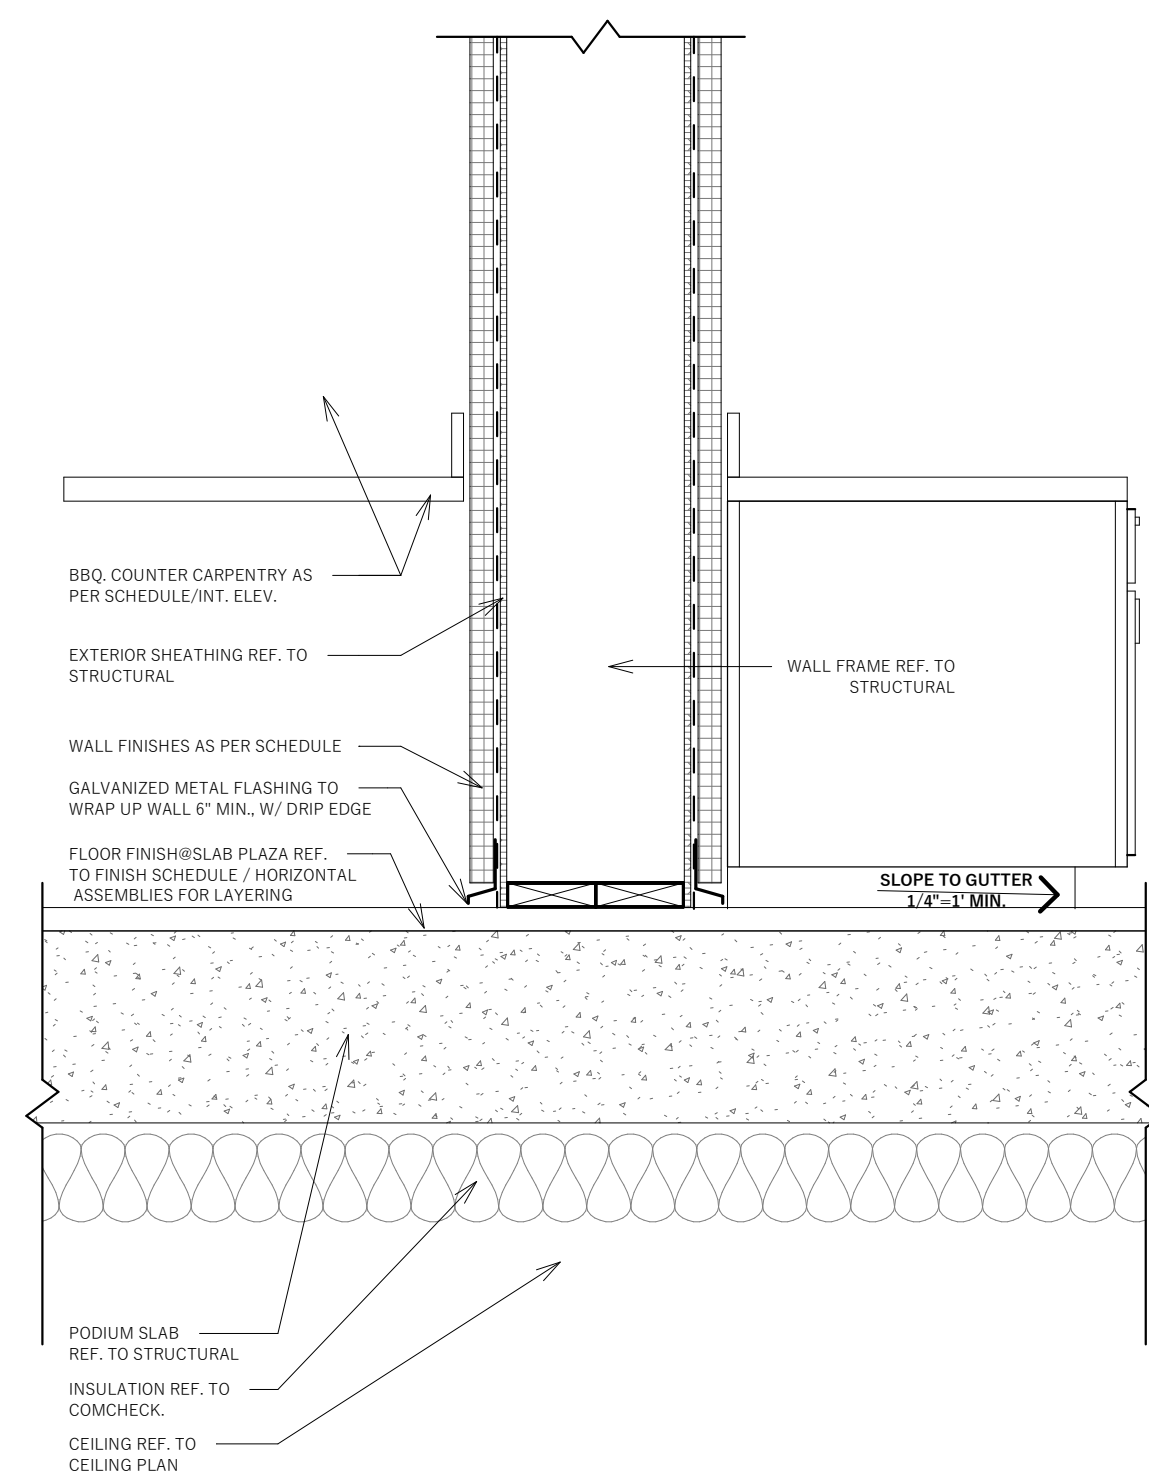 BBQ. COUNTER CARPENTRY AS
PER SCHEDULE/INT. ELEV.
EXTERIOR SHEATHING REF. TO
STRUCTURAL
WALL FRAME REF. TO
STRUCTURAL
WALL FINISHES AS PER SCHEDULE
GALVANIZED METAL FLASHING TO
WRAP UP WALL 6" MIN., W/ DRIP EDGE
FLOOR FINISH@SLAB PLAZA REF.
TO FINISH SCHEDULE / HORIZONTAL
ASSEMBLIES FOR LAYERING
SLOPE TO GUTTER
1/4"=1' MIN.
PODIUM SLAB
REF. TO STRUCTURAL
INSULATION REF. TO
COMCHECK.
CEILING REF. TO
CEILING PLAN